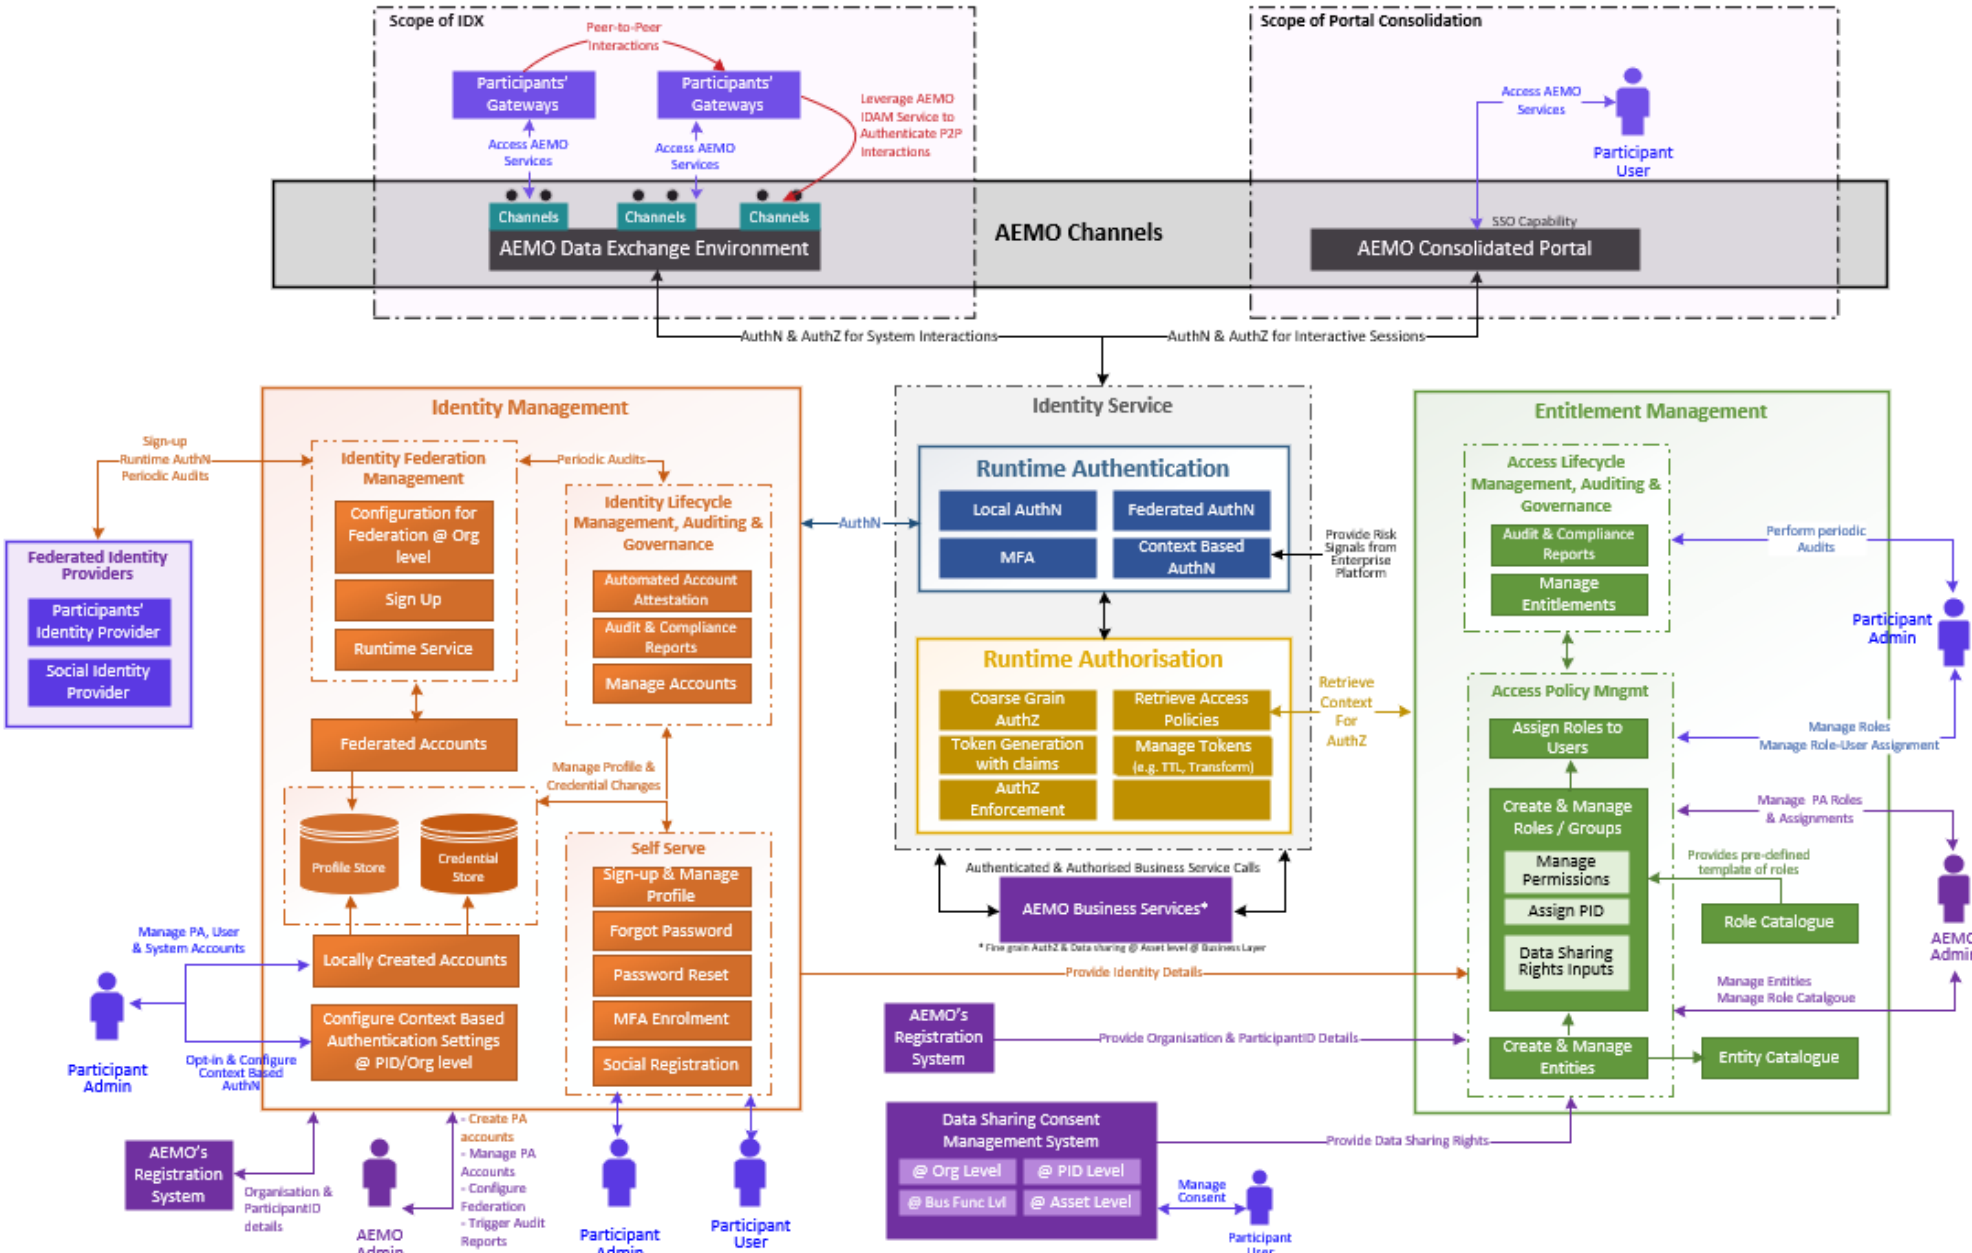 Scope of IDX
Peer-to-Peer
Interactions
Participants'
Gateways
Participants'
Gateways
Leverage AEMO
IDAM Service to
Authenticate P2P
Interactions
Access AEMO
Services
Access AEMO
Services
Channels
Channels
Channels
AEMO Data Exchange Environment
AEMO Channels
Scope of Portal Consolidation
Access AEMO
Services
Participant
User
SSO Capability
AEMO Consolidated Portal
AuthN & AuthZ for System Interactions
AuthN & AuthZ for Interactive Sessions
Identity Management
Sign-up
Runtime AuthN
Periodic Audits
Identity Federation
Management
Configuration for
Federation @ Org
level
Sign Up
Runtime Service
Periodic Audits
Identity Lifecycle
Management, Auditing &
Governance
Automated Account
Attestation
Audit & Compliance
Reports
Manage Accounts
Federated Identity
Providers
Participants'
Identity Provider
Social Identity
Provider
Federated Accounts
Manage Profile &
Credential Changes
Profile Store
Credential
Store
Self Serve
Sign-up & Manage
Profile
Forgot Password
Password Reset
MFA Enrolment
Social Registration
Manage PA, User
& System Accounts
Locally Created Accounts
Configure Context Based
Authentication Settings
@ PID/Org level
Participant
Admin
Opt-in & Configure
Context Based
AuthN
AEMO's
Registration
System
Organisation &
ParticipantID
details
AEMO
Admin
- Create PA
accounts
- Manage PA
Accounts
- Configure
Federation
- Trigger Audit
Reports
Participant
Admin
Participant
User
Identity Service
Runtime Authentication
Local AuthN
Federated AuthN
MFA
Context Based
AuthN
AuthN
Provide Risk
Signals from
Enterprise
Platform
Runtime Authorisation
Coarse Grain
AuthZ
Retrieve Access
Policies
Token Generation
with claims
Manage Tokens
(e.g. TTL, Transform)
AuthZ
Enforcement
Retrieve
Context
For
AuthZ
Authenticated & Authorised Business Service Calls
AEMO Business Services*
* Fine grain AuthZ & Data sharing @ Asset level @ Business Layer
Provide Identity Details
AEMO's
Registration
System
Provide Organisation & ParticipantID Details
Data Sharing Consent
Management System
@ Org Level
@ PID Level
@ Bus Func Lvl
@ Asset Level
Provide Data Sharing Rights
Manage
Consent
Participant
User
Entitlement Management
Access Lifecycle
Management, Auditing &
Governance
Audit & Compliance
Reports
Manage
Entitlements
Perform periodic
Audits
Participant
Admin
Access Policy Mngmt
Assign Roles to
Users
Manage Roles
Manage Role-User Assignment
Create & Manage
Roles / Groups
Manage
Permissions
Assign PID
Data Sharing
Rights Inputs
Manage PA Roles
& Assignments
Provides pre-defined
template of roles
Role Catalogue
AEMO
Admin
Manage Entities
Manage Role Catalgoue
Create & Manage
Entities
Entity Catalogue